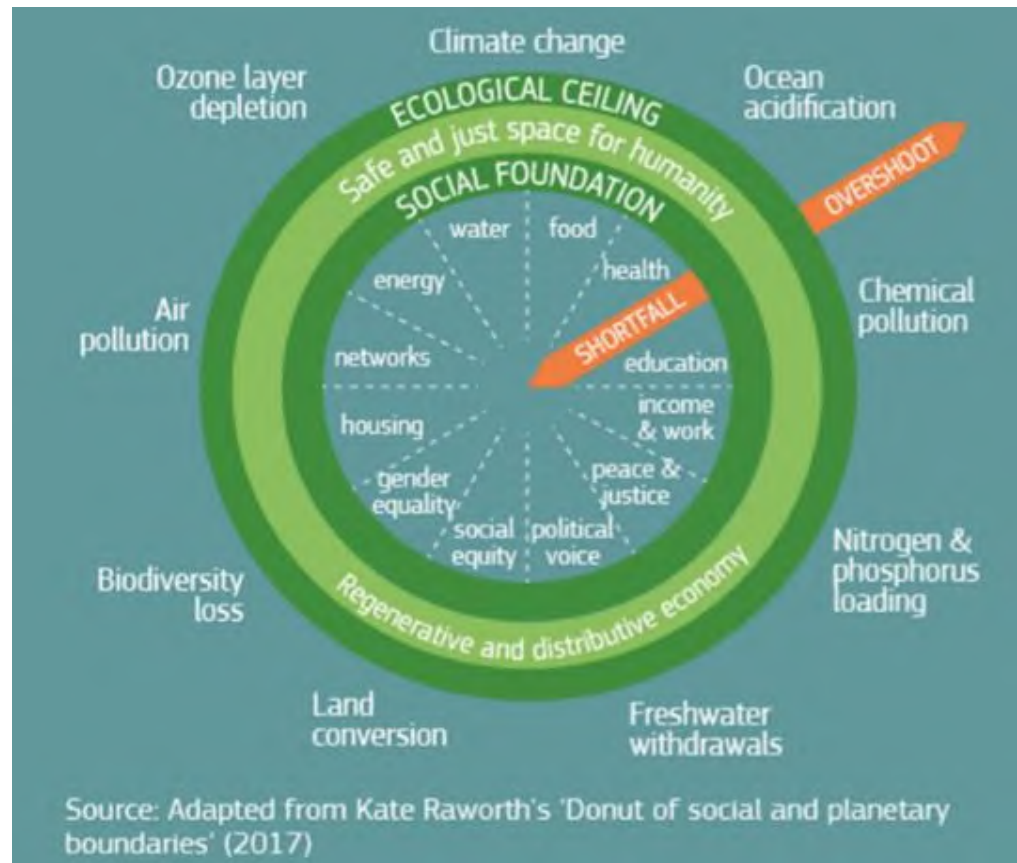 Climate change
Ozone layer
depletion
Ocean
acidification
ECOLOGICAL CEILING
Safe and just space for humanity
SOCIAL FOUNDATION
OVERSHOOT
water
food
energy
health
SHORTFALL
Air
pollution
Chemical
pollution
networks
education
housing
income
& work
gender
equality
peace &
justice
social
equity
political
voice
Regenerative and distributive economy
Biodiversity
loss
Nitrogen &
phosphorus
loading
Land
conversion
Freshwater
withdrawals
Source: Adapted from Kate Raworth's 'Donut of social and planetary
boundaries' (2017)